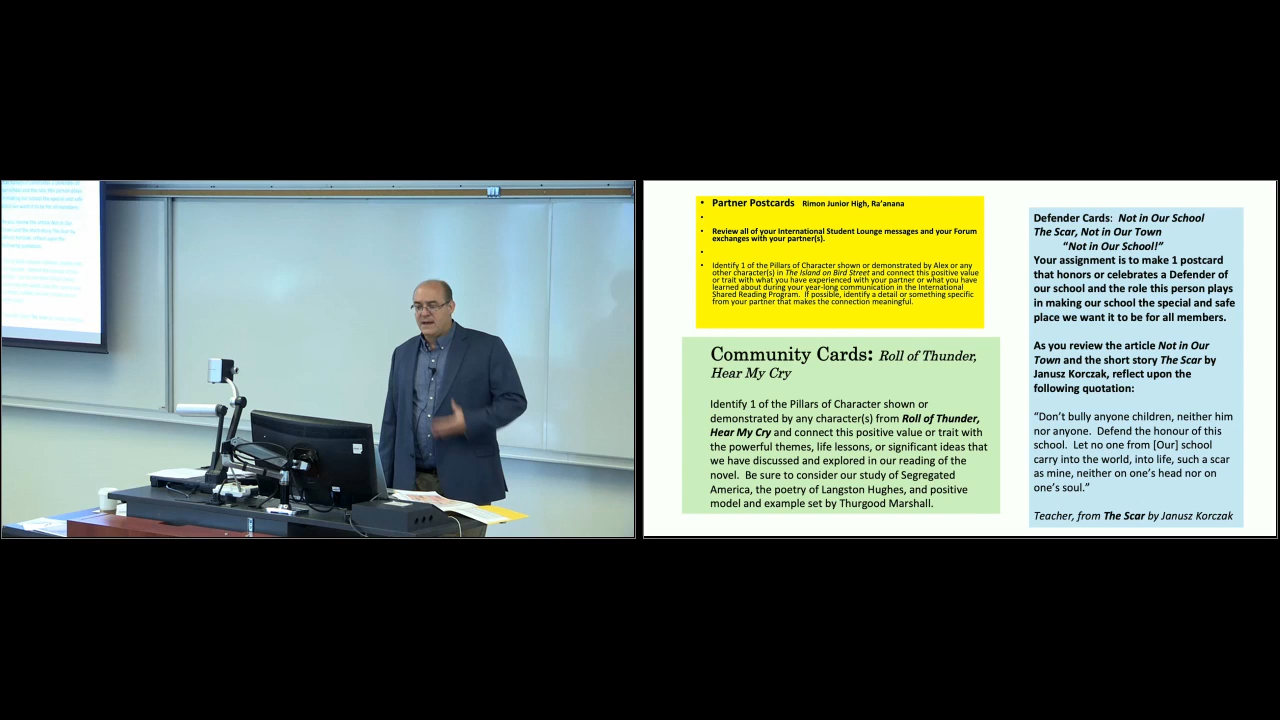 • Partner Postcards Rimon Junior High, Ra'anana
•
• Review all of your International Student Lounge messages and your Forum
exchanges with your partner(s).
•
• Identify 1 of the Pillars of Character shown or demonstrated by Alex or any
other character(s) in The Island on Bird Street and connect this positive value
or trait with what you have experienced with your partner or what you have
learned about during your year-long communication in the International
Shared Reading Program. If possible, identify a detail or something specific
from your partner that makes the connection meaningful.
Community Cards: Roll of Thunder,
Hear My Cry
Identify 1 of the Pillars of Character shown or
demonstrated by any character(s) from Roll of Thunder,
Hear My Cry and connect this positive value or trait with
the powerful themes, life lessons, or significant ideas that
we have discussed and explored in our reading of the
novel. Be sure to consider our study of Segregated
America, the poetry of Langston Hughes, and positive
model and example set by Thurgood Marshall.
Defender Cards: Not in Our School
The Scar, Not in Our Town
"Not in Our School!"
Your assignment is to make 1 postcard
that honors or celebrates a Defender of
our school and the role this person plays
in making our school the special and safe
place we want it to be for all members.
As you review the article Not in Our
Town and the short story The Scar by
Janusz Korczak, reflect upon the
following quotation:
"Don't bully anyone children, neither him
nor anyone. Defend the honour of this
school. Let no one from [Our] school
carry into the world, into life, such a scar
as mine, neither on one's head nor on
one's soul."
Teacher, from The Scar by Janusz Korczak